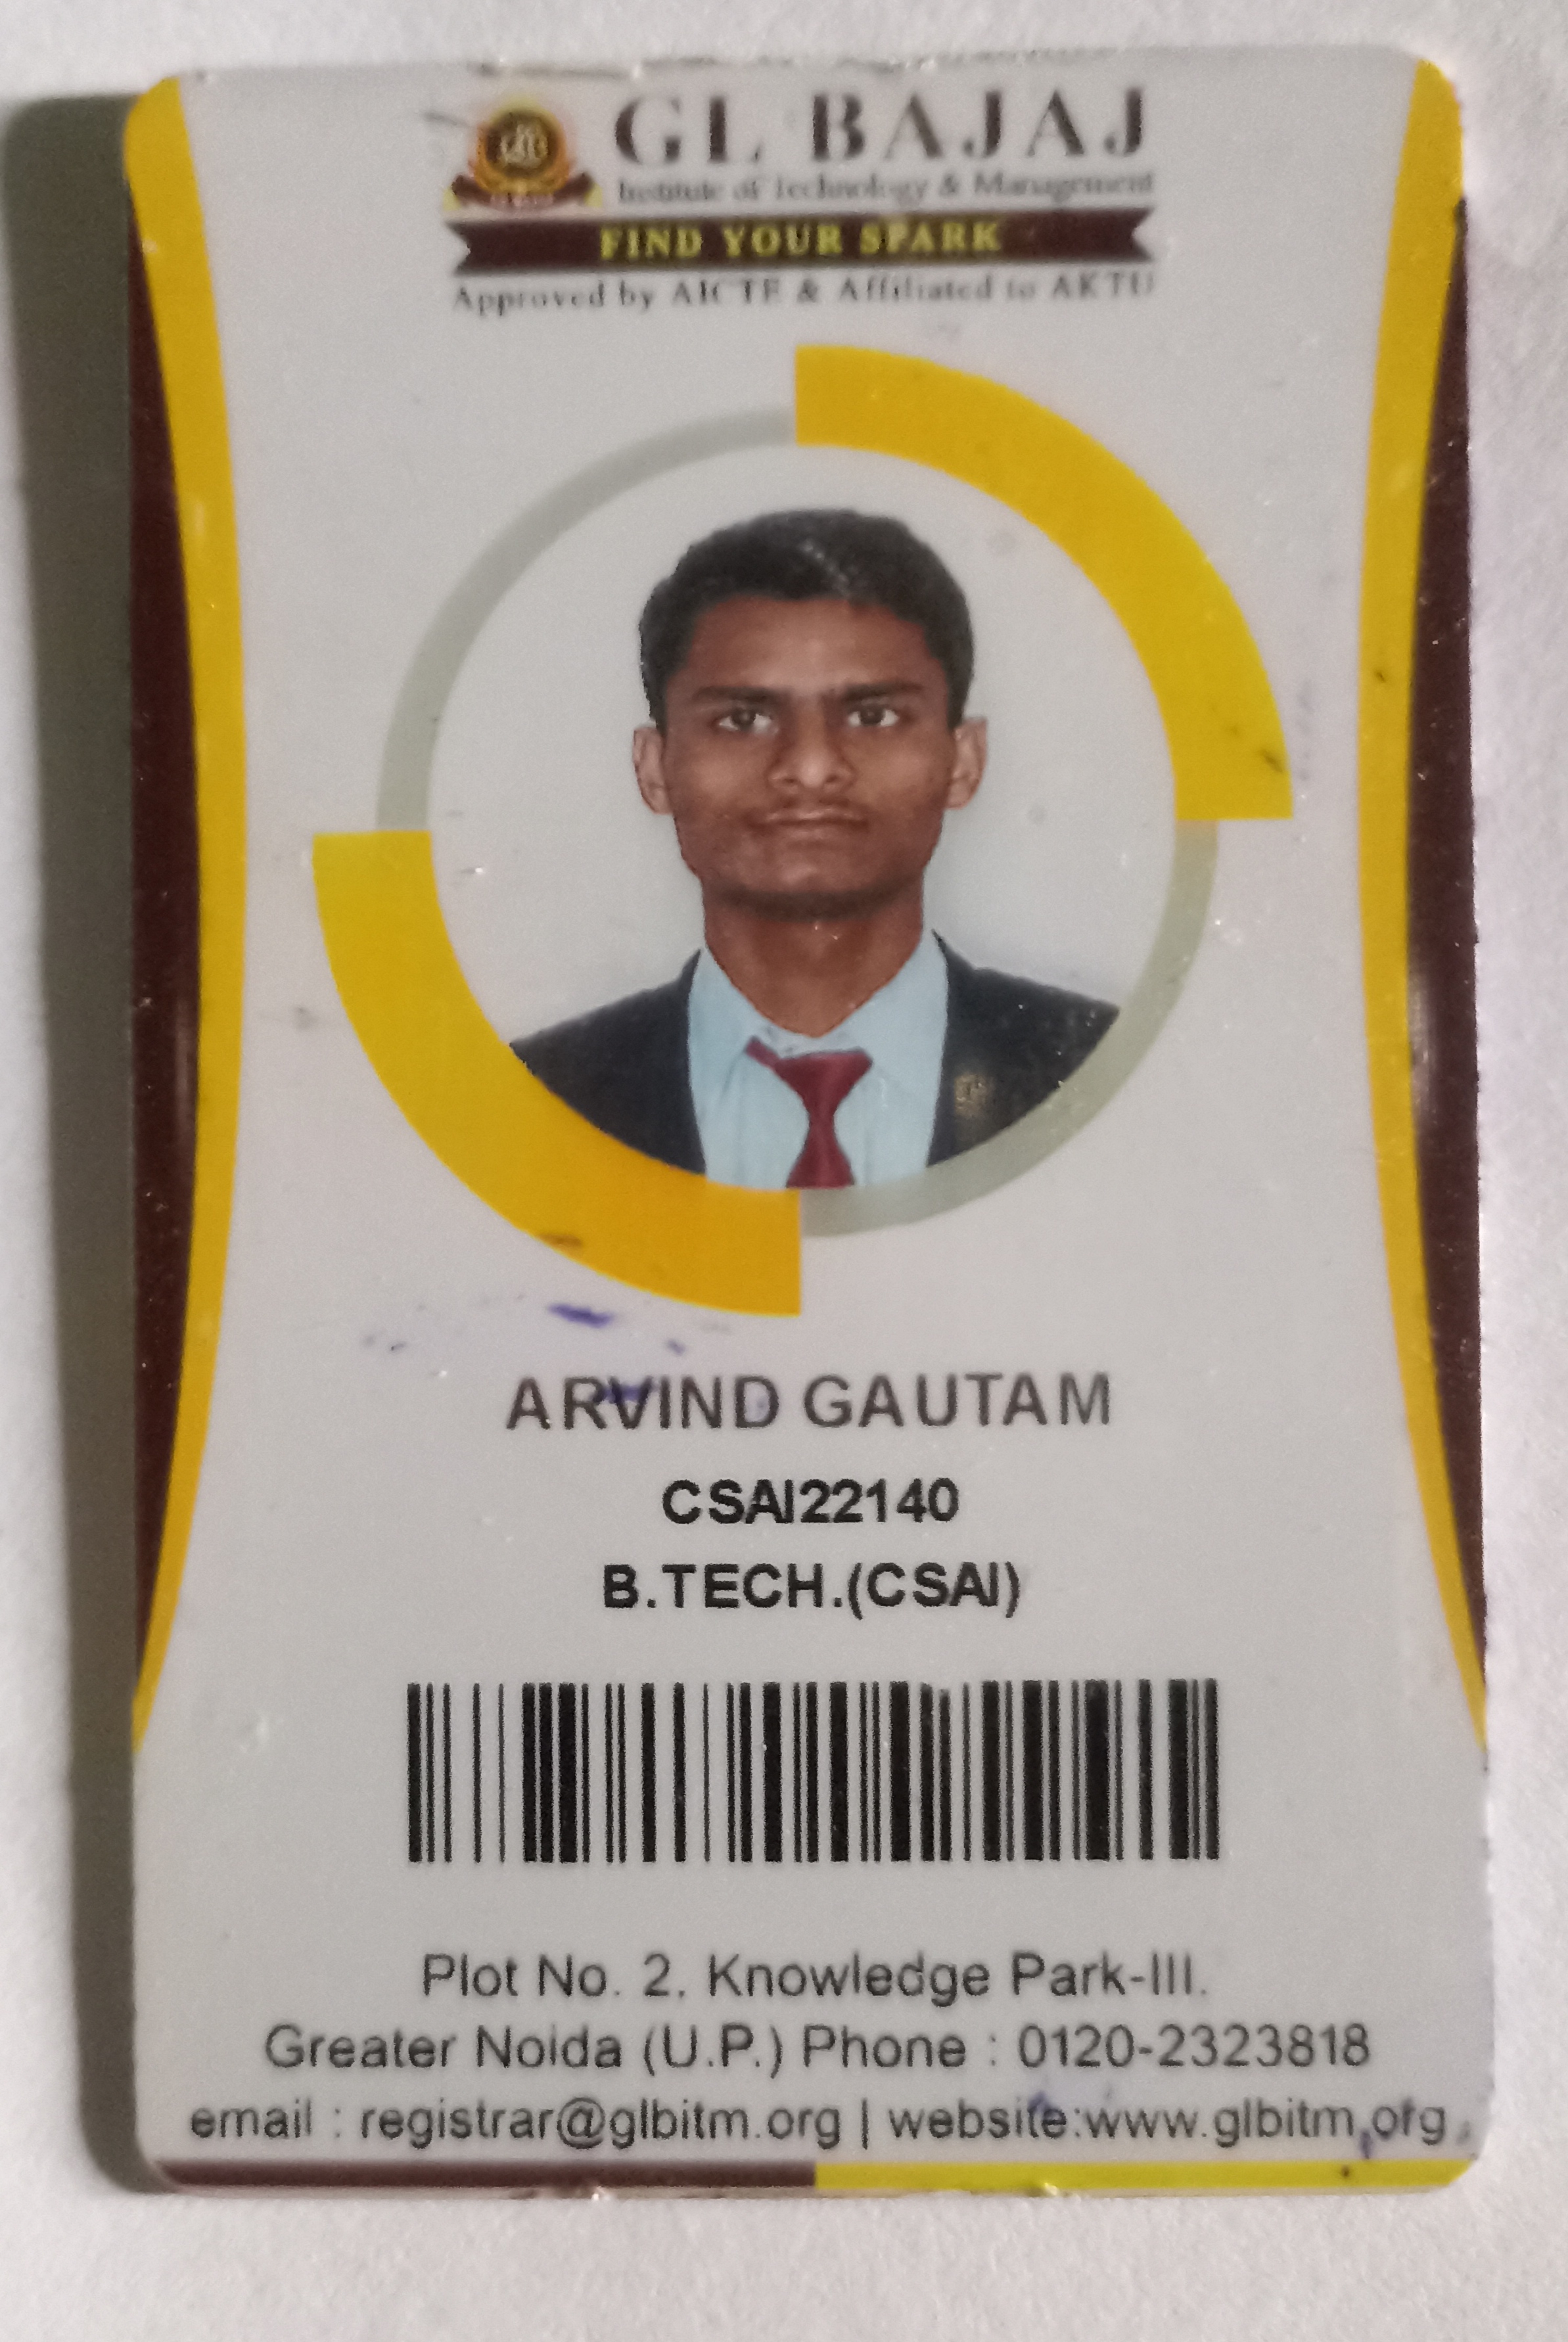 GL BAJAJ
Institute of Technology & Management
FIND YOUR SPARK
Approved by AICTE & Affiliated to AKTU
ARVIND GAUTAM
CSAI22140
B.TECH.(CSAI)
Plot No. 2, Knowledge Park-III.
Greater Noida (U.P.) Phone : 0120-2323818
email : registrar@glbitm.org | website:www.glbitm.org